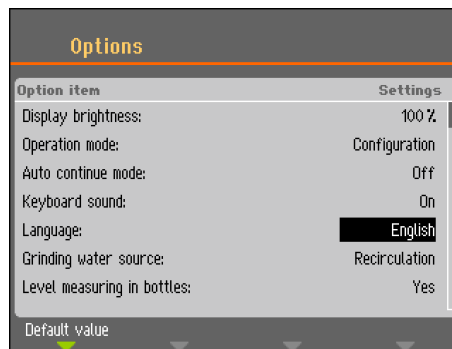 Options
Option item Settings
Display brightness: 100 %
Operation mode: Configuration
Auto continue mode: Off
Keyboard sound: On
Language: English
Grinding water source: Recirculation
Level measuring in bottles: Yes
Default value